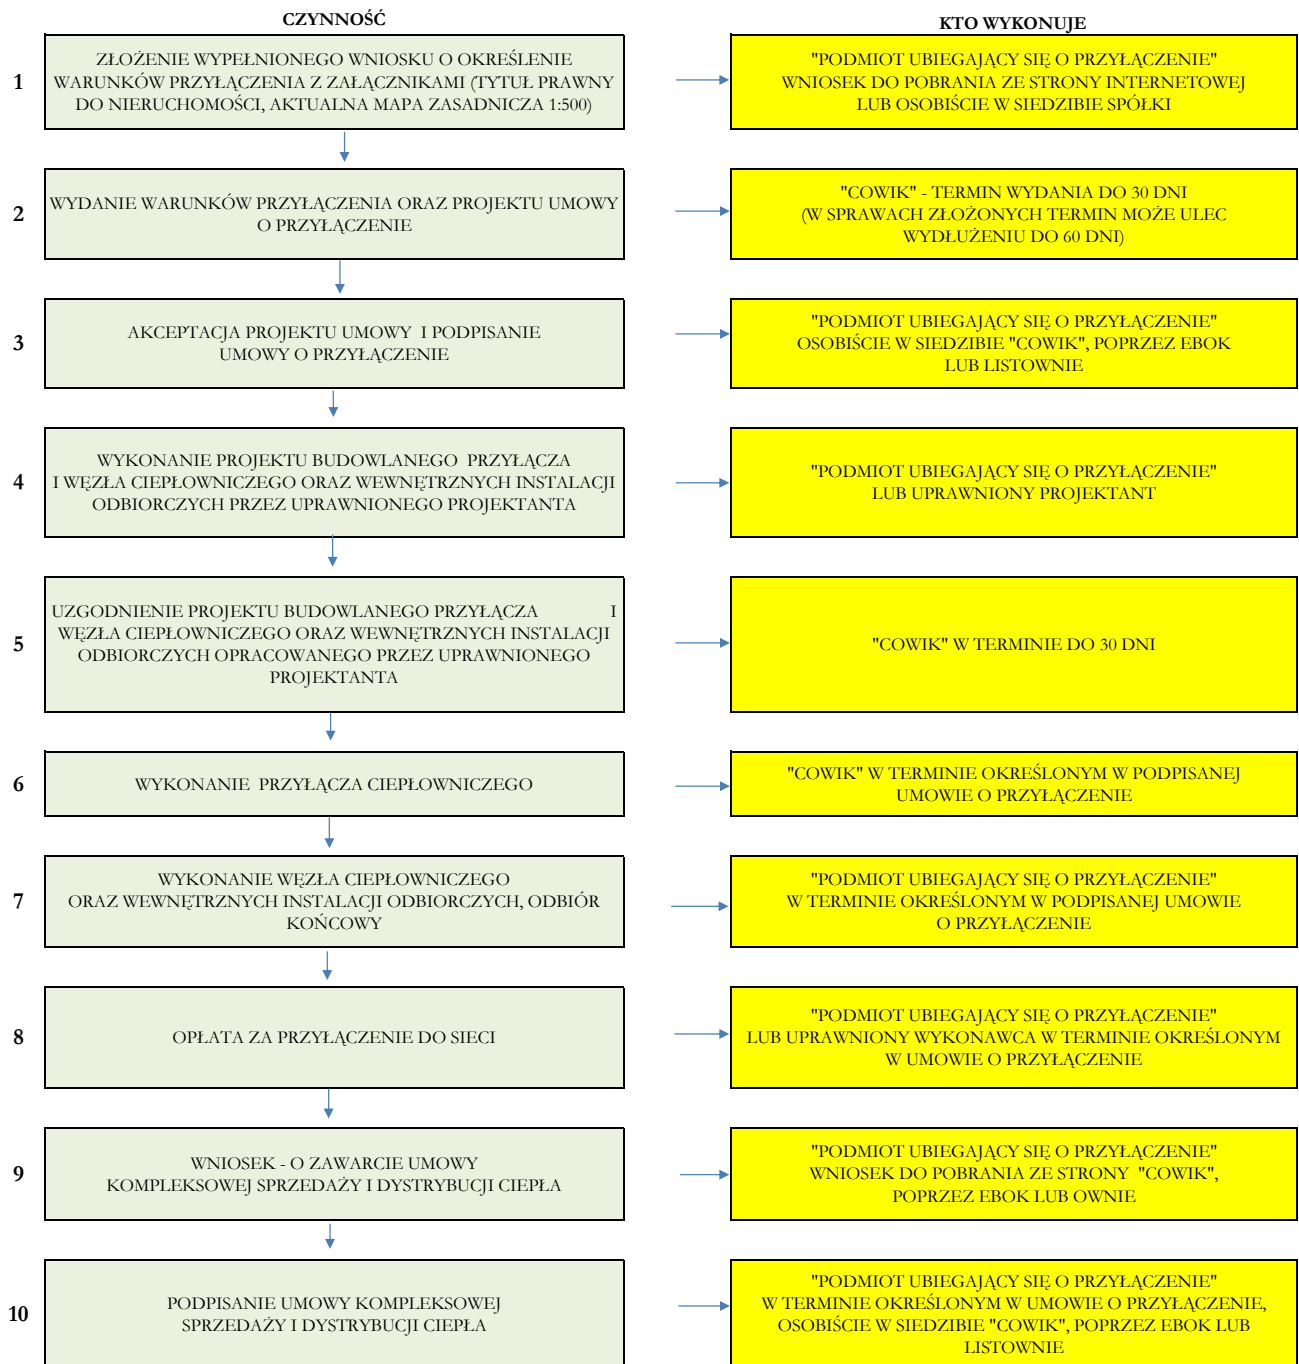 CZYNNOŚĆ
KTO WYKONUJE
1
ZŁOŻENIE WYPEŁNIONEGO WNIOSKU O OKREŚLENIE
WARUNKÓW PRZYŁĄCZENIA Z ZAŁĄCZNIKAMI (TYTUŁ PRAWNY
DO NIERUCHOMOŚCI, AKTUALNA MAPA ZASADNICZA 1:500)
"PODMIOT UBIEGAJĄCY SIĘ O PRZYŁĄCZENIE"
WNIOSEK DO POBRANIA ZE STRONY INTERNETOWEJ
LUB OSOBIŚCIE W SIEDZIBIE SPÓŁKI
2
WYDANIE WARUNKÓW PRZYŁĄCZENIA ORAZ PROJEKTU UMOWY
O PRZYŁĄCZENIE
"COWIK" - TERMIN WYDANIA DO 30 DNI
(W SPRAWACH ZŁOŻONYCH TERMIN MOŻE ULEC
WYDŁUŻENIU DO 60 DNI)
3
AKCEPTACJA PROJEKTU UMOWY I PODPISANIE
UMOWY O PRZYŁĄCZENIE
"PODMIOT UBIEGAJĄCY SIĘ O PRZYŁĄCZENIE"
OSOBIŚCIE W SIEDZIBIE "COWIK", POPRZEZ EBOK
LUB LISTOWNIE
4
WYKONANIE PROJEKTU BUDOWLANEGO PRZYŁĄCZA
I WĘZŁA CIEPŁOWNICZEGO ORAZ WEWNĘTRZNYCH INSTALACJI
ODBIORCZYCH PRZEZ UPRAWNIONEGO PROJEKTANTA
"PODMIOT UBIEGAJĄCY SIĘ O PRZYŁĄCZENIE"
LUB UPRAWNIONY PROJEKTANT
5
UZGODNIENIE PROJEKTU BUDOWLANEGO PRZYŁĄCZA I
WĘZŁA CIEPŁOWNICZEGO ORAZ WEWNĘTRZNYCH INSTALACJI
ODBIORCZYCH OPRACOWANEGO PRZEZ UPRAWNIONEGO
PROJEKTANTA
"COWIK" W TERMINIE DO 30 DNI
6
WYKONANIE PRZYŁĄCZA CIEPŁOWNICZEGO
"COWIK" W TERMINIE OKREŚLONYM W PODPISANEJ
UMOWIE O PRZYŁĄCZENIE
7
WYKONANIE WĘZŁA CIEPŁOWNICZEGO
ORAZ WEWNĘTRZNYCH INSTALACJI ODBIORCZYCH, ODBIÓR
KOŃCOWY
"PODMIOT UBIEGAJĄCY SIĘ O PRZYŁĄCZENIE"
W TERMINIE OKREŚLONYM W PODPISANEJ UMOWIE
O PRZYŁĄCZENIE
8
OPŁATA ZA PRZYŁĄCZENIE DO SIECI
"PODMIOT UBIEGAJĄCY SIĘ O PRZYŁĄCZENIE"
LUB UPRAWNIONY WYKONAWCA W TERMINIE OKREŚLONYM
W UMOWIE O PRZYŁĄCZENIE
9
WNIOSEK - O ZAWARCIE UMOWY
KOMPLEKSOWEJ SPRZEDAŻY I DYSTRYBUCJI CIEPŁA
"PODMIOT UBIEGAJĄCY SIĘ O PRZYŁĄCZENIE"
WNIOSEK DO POBRANIA ZE STRONY "COWIK",
POPRZEZ EBOK LUB OWNIE
10
PODPISANIE UMOWY KOMPLEKSOWEJ
SPRZEDAŻY I DYSTRYBUCJI CIEPŁA
"PODMIOT UBIEGAJĄCY SIĘ O PRZYŁĄCZENIE"
W TERMINIE OKREŚLONYM W UMOWIE O PRZYŁĄCZENIE,
OSOBIŚCIE W SIEDZIBIE "COWIK", POPRZEZ EBOK LUB
LISTOWNIE